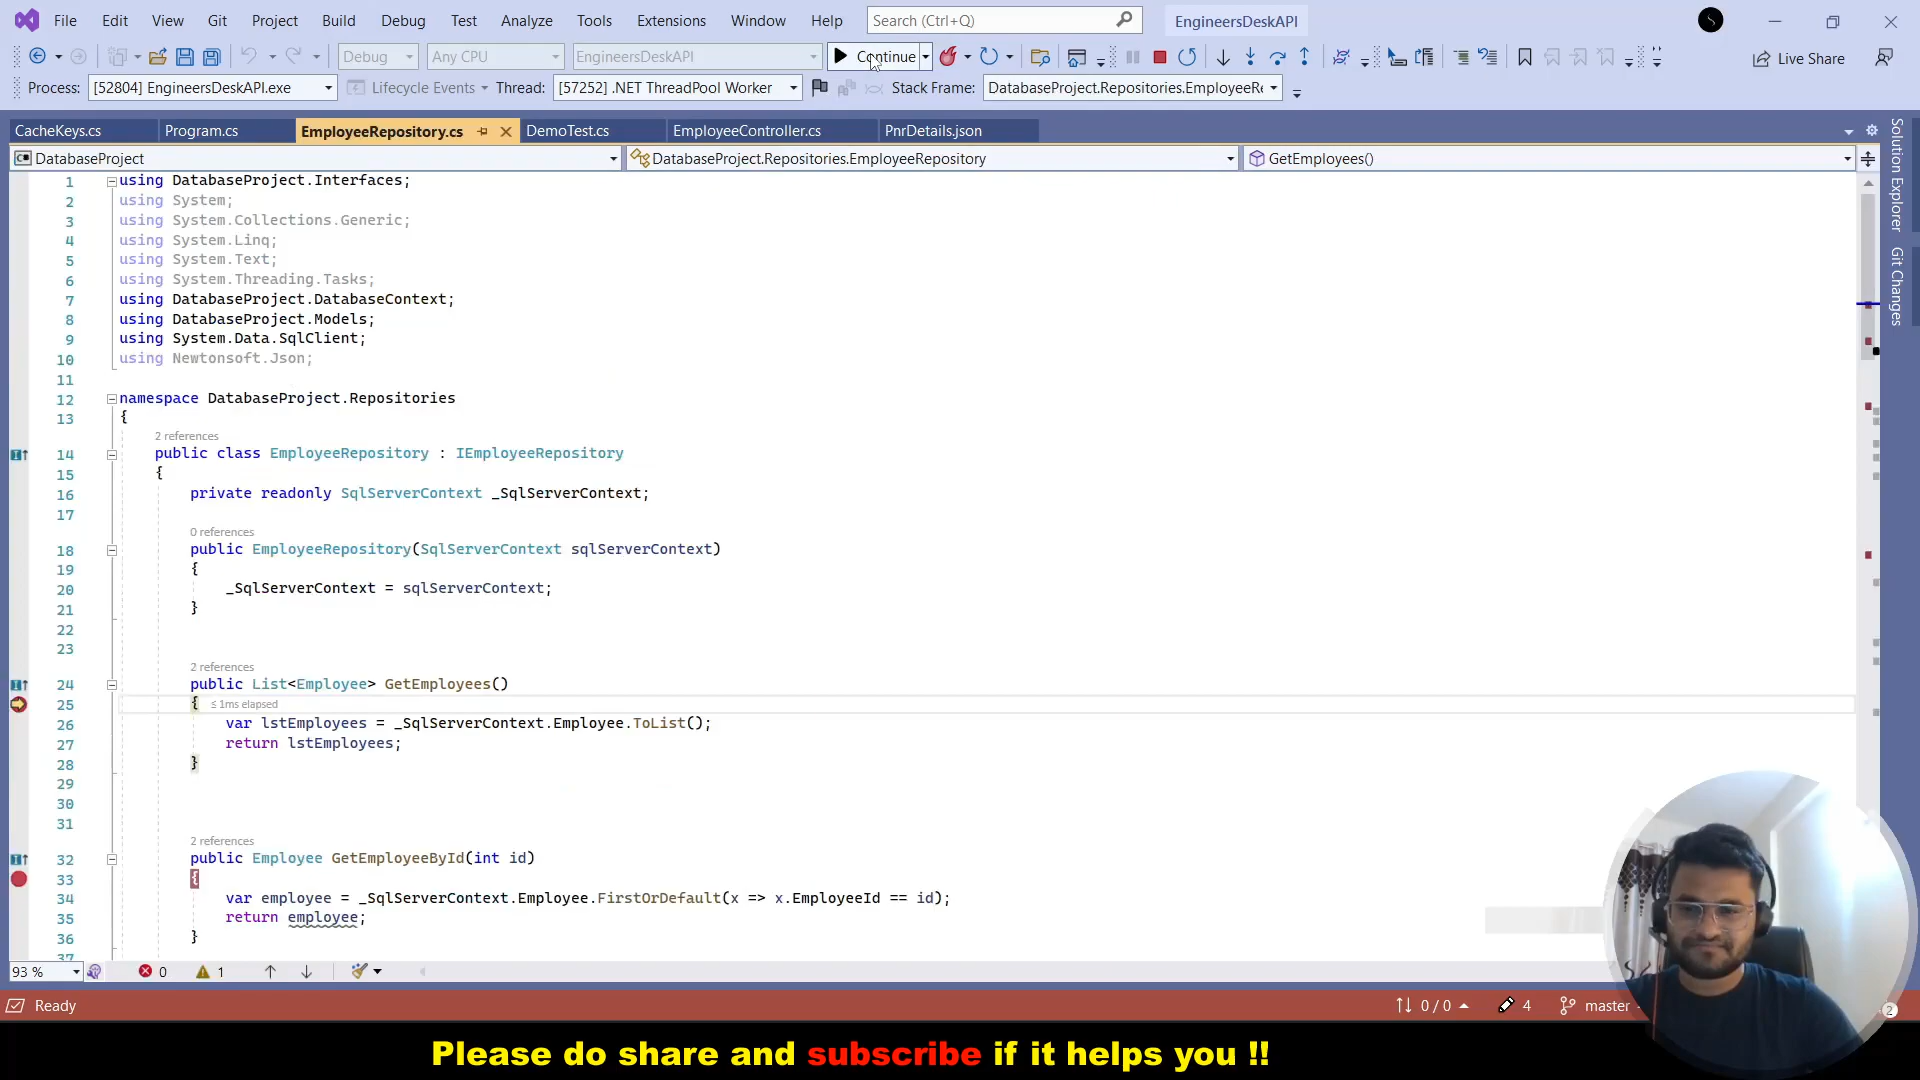 File Edit View Git Project Build Debug Test Analyze Tools Extensions Window Help Search (Ctrl+Q) EngineersDeskAPI
Debug Any CPU EngineersDeskAPI Continue Live Share
Process: [52804] EngineersDeskAPI.exe Lifecycle Events Thread: [57252] .NET ThreadPool Worker Stack Frame: DatabaseProject.Repositories.EmployeeRe
CacheKeys.cs Program.cs EmployeeRepository.cs DemoTest.cs EmployeeController.cs PnrDetails.json
DatabaseProject DatabaseProject.Repositories.EmployeeRepository GetEmployees()
Solution Explorer
Git Changes
1 using DatabaseProject.Interfaces;
2 using System;
3 using System.Collections.Generic;
4 using System.Linq;
5 using System.Text;
6 using System.Threading.Tasks;
7 using DatabaseProject.DatabaseContext;
8 using DatabaseProject.Models;
9 using System.Data.SqlClient;
10 using Newtonsoft.Json;
11
12 namespace DatabaseProject.Repositories
13 {
2 references
14 public class EmployeeRepository : IEmployeeRepository
15 {
16 private readonly SqlServerContext _SqlServerContext;
17
0 references
18 public EmployeeRepository(SqlServerContext sqlServerContext)
19 {
20 _SqlServerContext = sqlServerContext;
21 }
22
23
2 references
24 public List<Employee> GetEmployees()
25 { ≤ 1ms elapsed
26 var lstEmployees = _SqlServerContext.Employee.ToList();
27 return lstEmployees;
28 }
29
30
31
2 references
32 public Employee GetEmployeeById(int id)
33 {
34 var employee = _SqlServerContext.Employee.FirstOrDefault(x => x.EmployeeId == id);
35 return employee;
36 }
37
93 % 0 1
Ready 0 / 0 4 master 2
Please do share and subscribe if it helps you !!